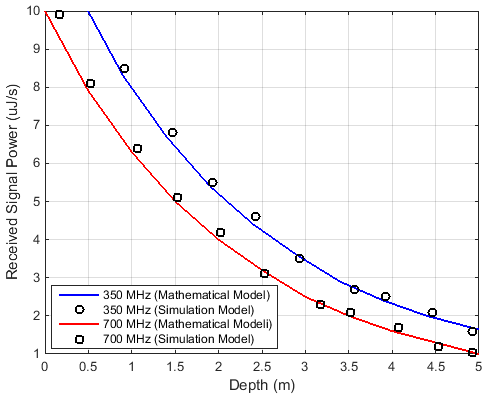 10
9
8
7
6
5
4
3
2
1
Received Signal Power (uJ/s)
350 MHz (Mathematical Model)
350 MHz (Simulation Model)
700 MHz (Mathematical Modeli)
700 MHz (Simulation Model)
0 0.5 1 1.5 2 2.5 3 3.5 4 4.5 5
Depth (m)